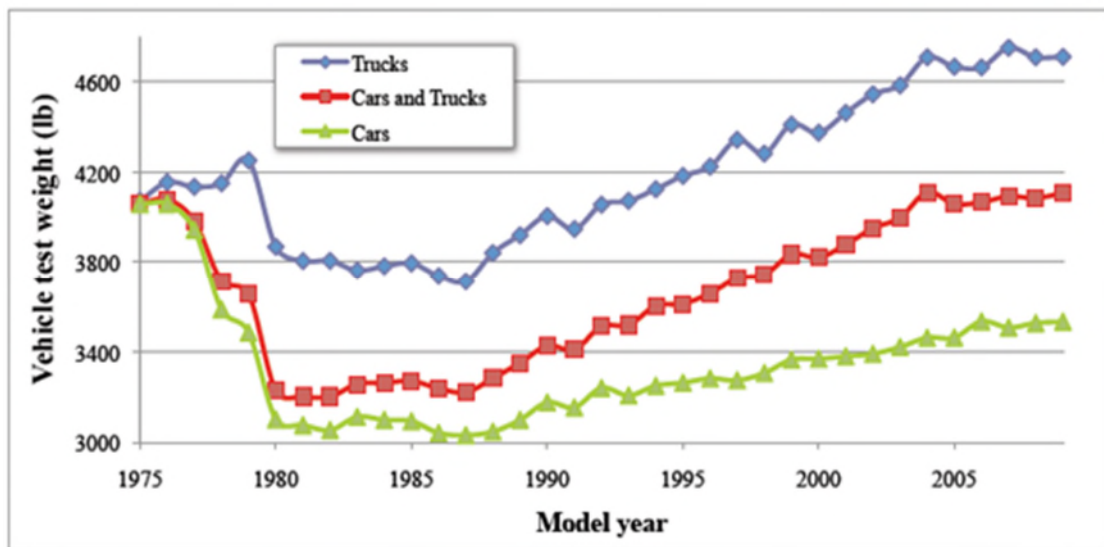 Trucks
Cars and Trucks
Cars
Vehicle test weight (lb)
4600
4200
3800
3400
3000
1975 1980 1985 1990 1995 2000 2005
Model year